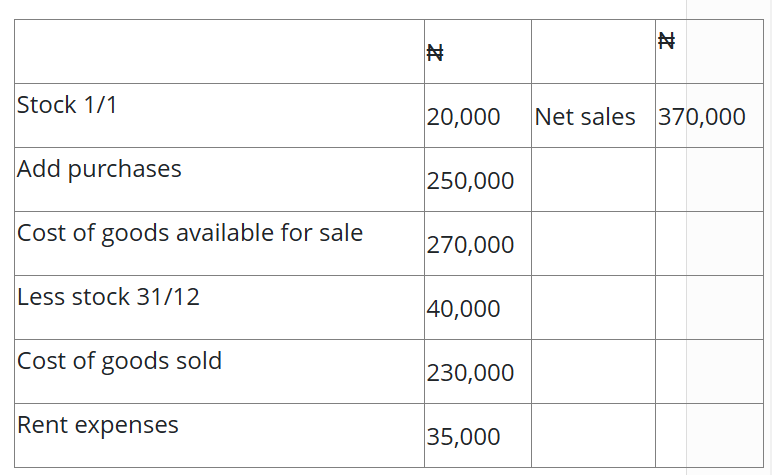 ₦ ₦
Stock 1/1 20,000 Net sales 370,000
Add purchases 250,000
Cost of goods available for sale 270,000
Less stock 31/12 40,000
Cost of goods sold 230,000
Rent expenses 35,000